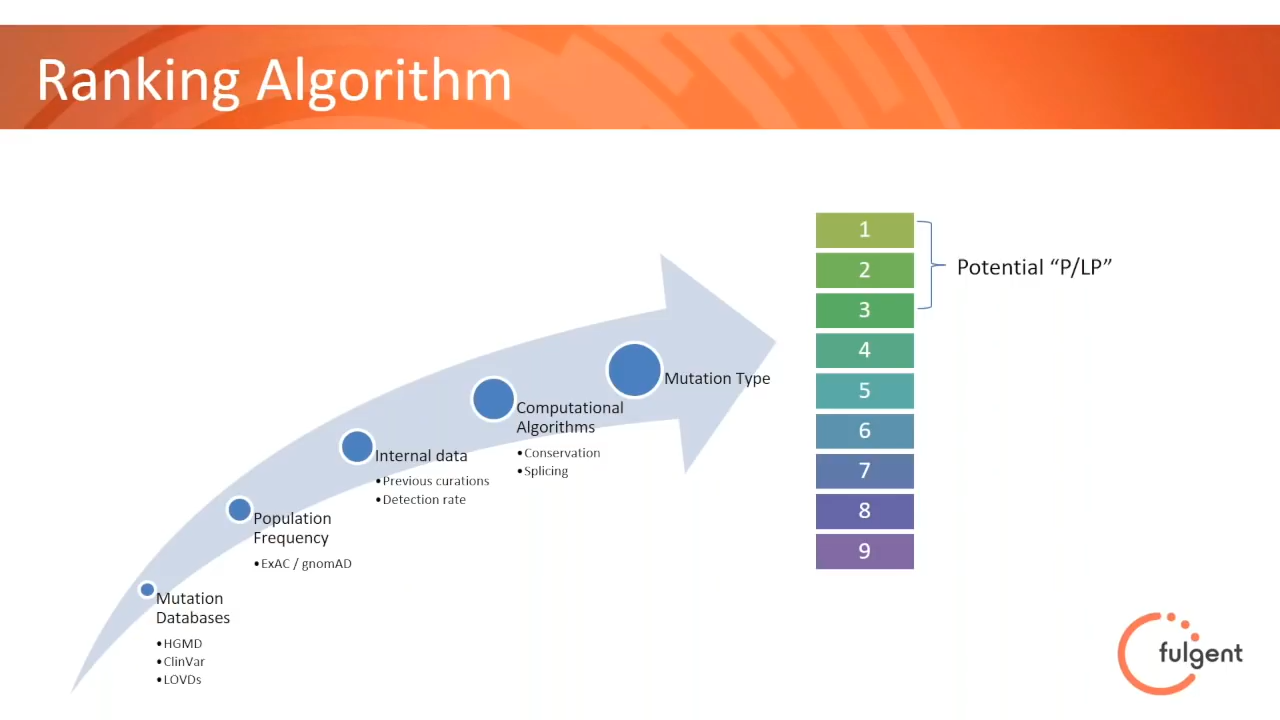 Ranking Algorithm
Mutation
Databases
•HGMD
•ClinVar
•LOVDs
Population
Frequency
•ExAC / gnomAD
Internal data
•Previous curations
•Detection rate
Computational
Algorithms
•Conservation
•Splicing
Mutation Type
1
2
3
4
5
6
7
8
9
Potential “P/LP”
fulgent